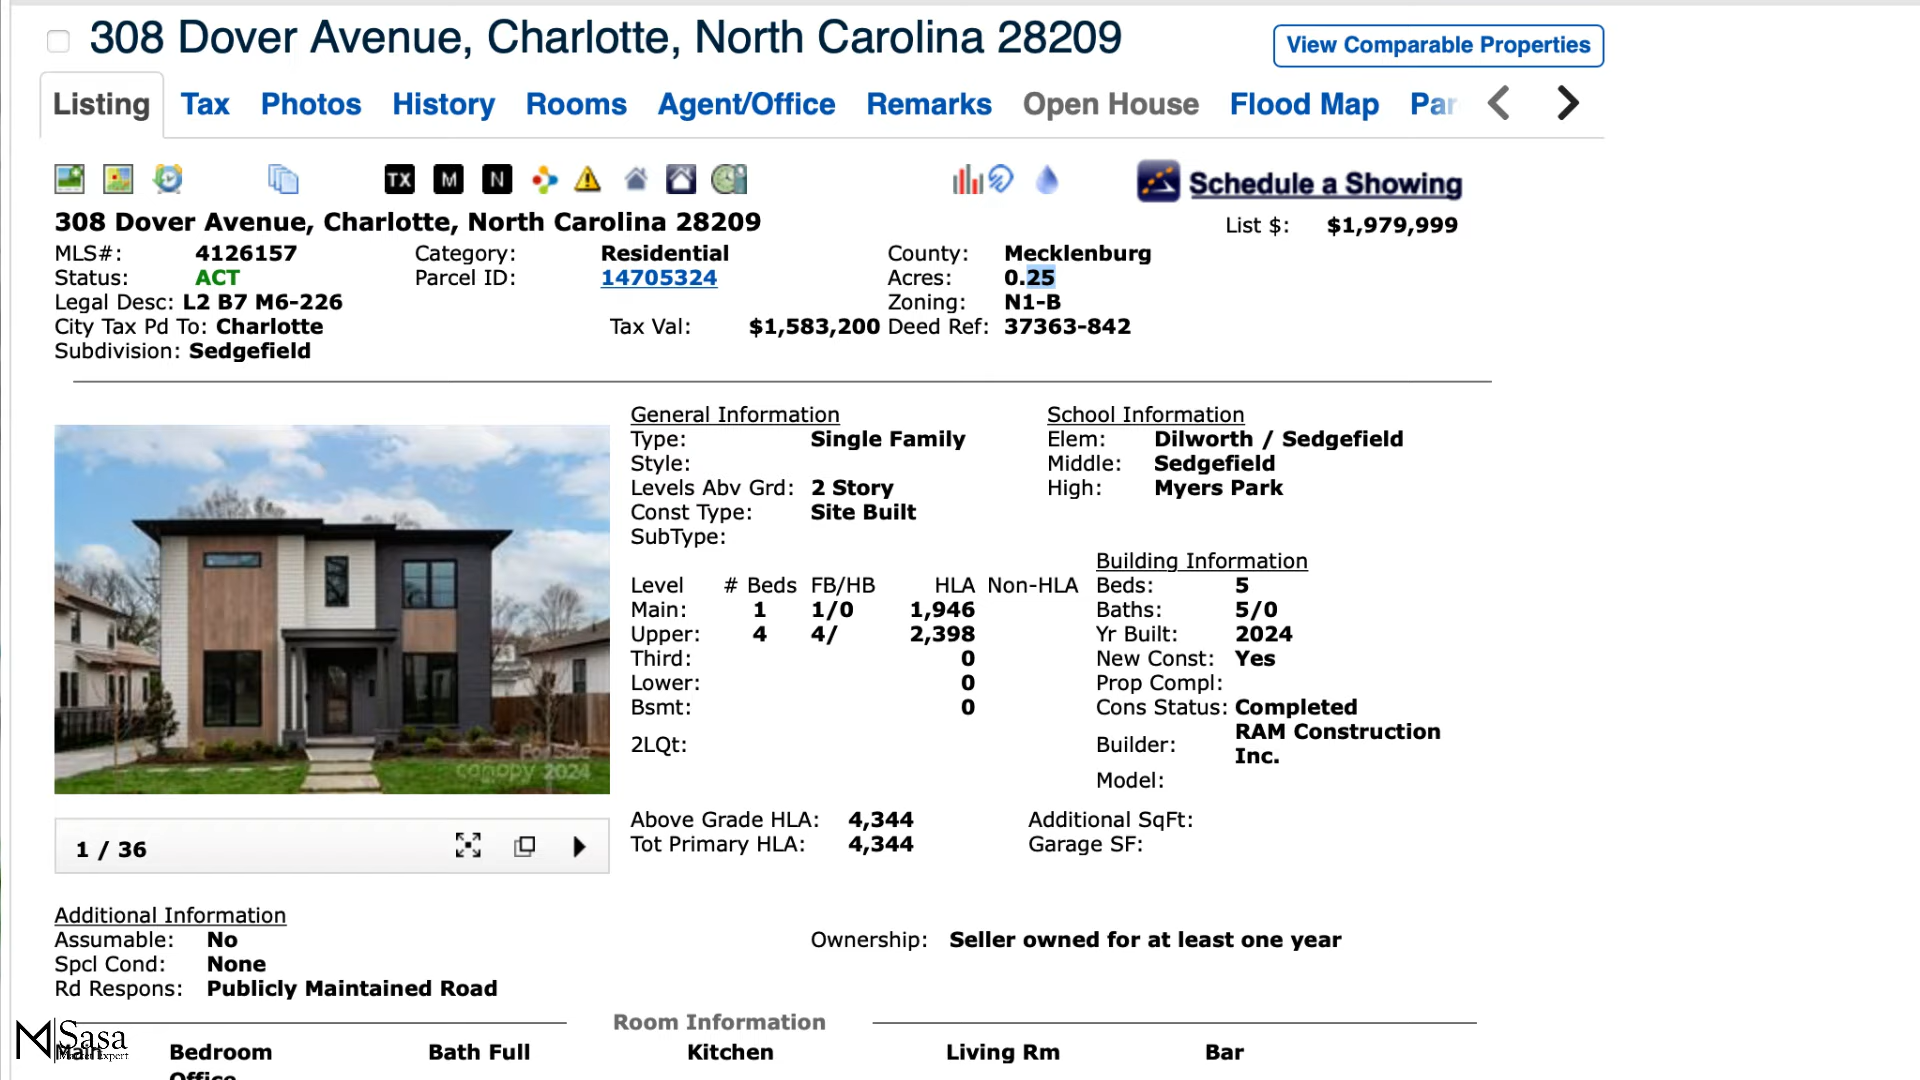 308 Dover Avenue, Charlotte, North Carolina 28209
View Comparable Properties
Listing Tax Photos History Rooms Agent/Office Remarks Open House Flood Map Par
TX M N Schedule a Showing
308 Dover Avenue, Charlotte, North Carolina 28209 List $: $1,979,999
MLS#: 4126157 Category: Residential County: Mecklenburg
Status: ACT Parcel ID: 14705324 Acres: 0.25
Legal Desc: L2 B7 M6-226 Zoning: N1-B
City Tax Pd To: Charlotte Tax Val: $1,583,200 Deed Ref: 37363-842
Subdivision: Sedgefield
General Information School Information
Type: Single Family Elem: Dilworth / Sedgefield
Style: Middle: Sedgefield
Levels Abv Grd: 2 Story High: Myers Park
Const Type: Site Built
SubType:
Building Information
Level # Beds FB/HB HLA Non-HLA Beds: 5
Main: 1 1/0 1,946 Baths: 5/0
Upper: 4 4/ 2,398 Yr Built: 2024
Third: 0 New Const: Yes
Lower: 0 Prop Compl:
Bsmt: 0 Cons Status: Completed
2LQt: Builder: RAM Construction
Inc.
Model:
canopy 2024
Above Grade HLA: 4,344 Additional SqFt:
Tot Primary HLA: 4,344 Garage SF:
1 / 36
Additional Information
Assumable: No Ownership: Seller owned for at least one year
Spcl Cond: None
Rd Respons: Publicly Maintained Road
Room Information
Sasa
Main Bedroom Bath Full Kitchen Living Rm Bar
Office